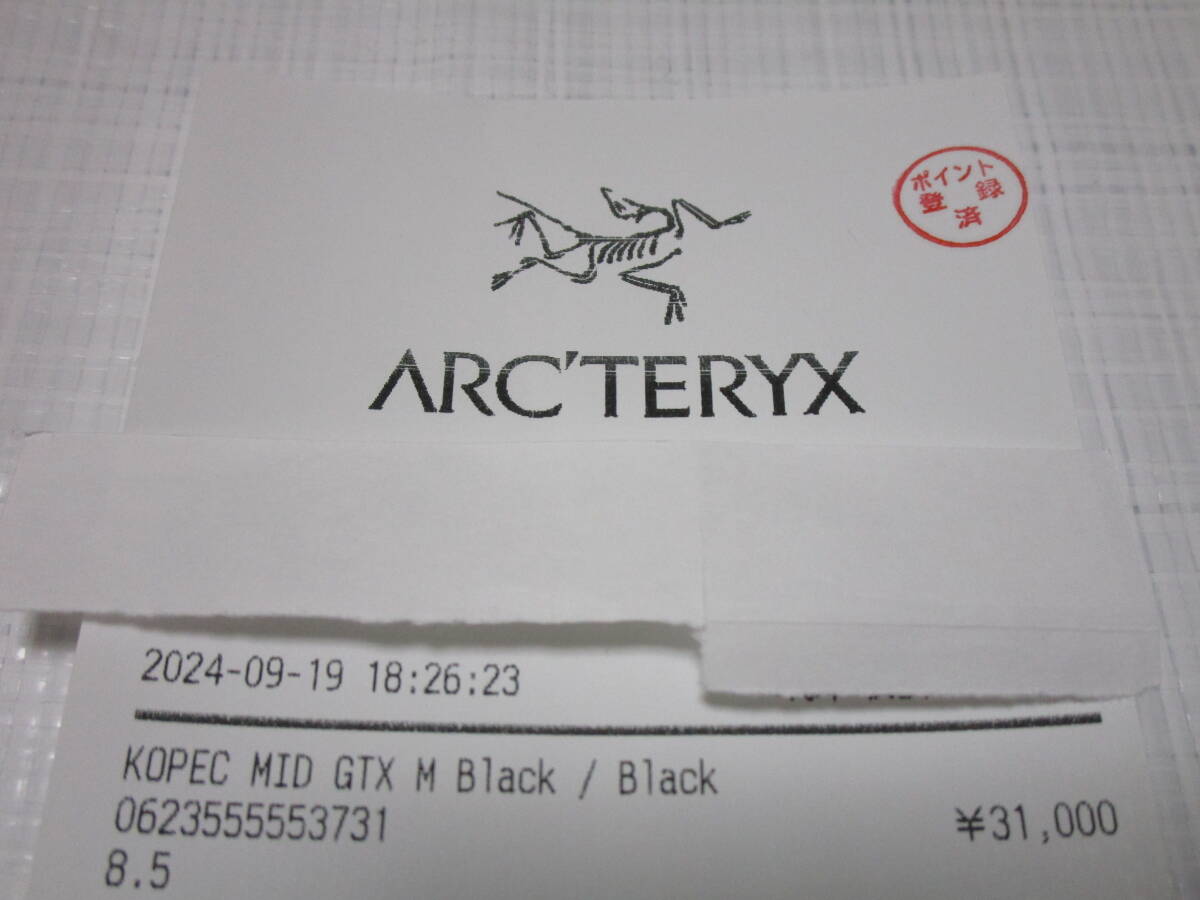 ポイント
登録
済
ARC'TERYX
2024-09-19 18:26:23
KOPEC MID GTX M Black / Black
0623555553731
¥31,000
8.5